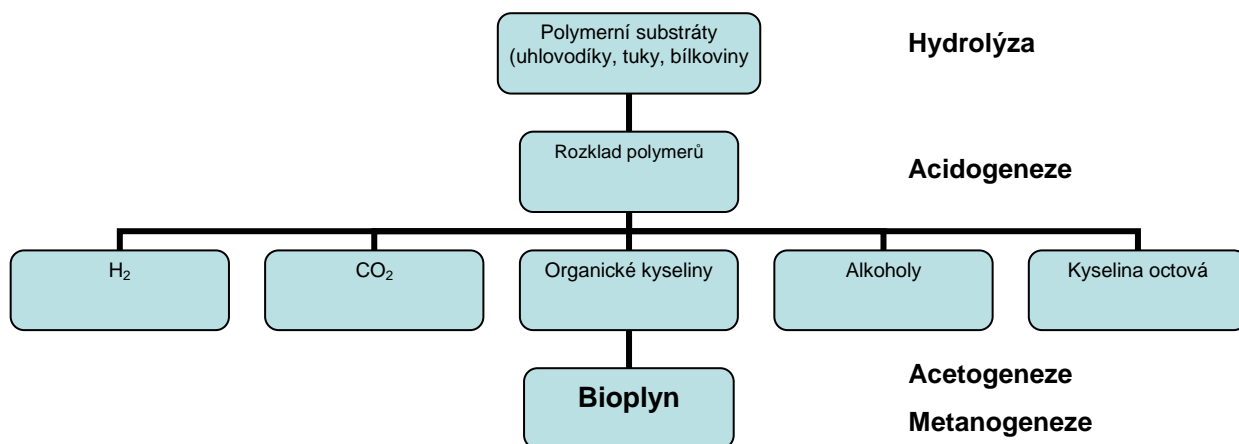 Polymerní substráty
(uhlovodíky, tuky, bílkoviny
Hydrolýza
Rozklad polymerů
Acidogeneze
H₂
CO₂
Organické kyseliny
Alkoholy
Kyselina octová
Bioplyn
Acetogeneze
Metanogeneze